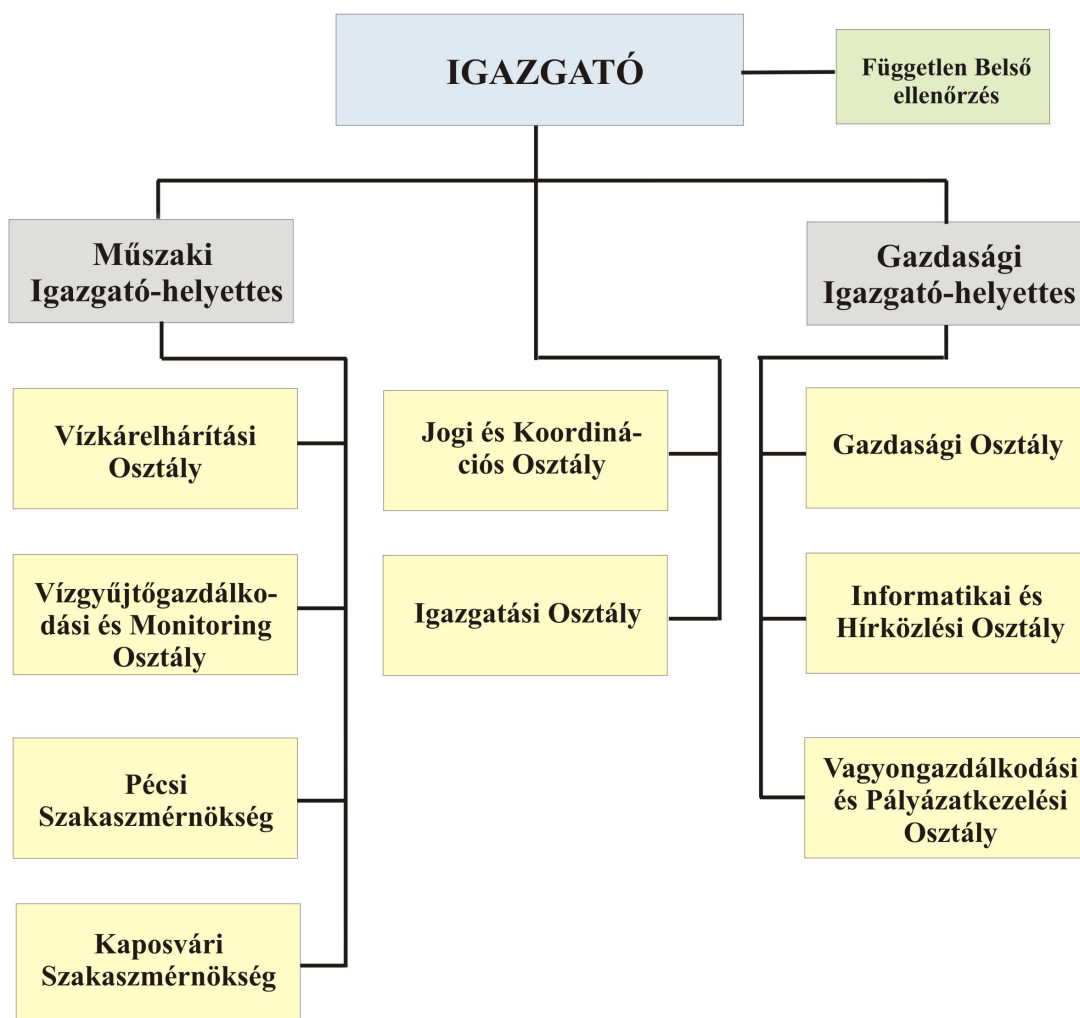 IGAZGATÓ
Független Belső
ellenőrzés
Műszaki
Igazgató-helyettes
Gazdasági
Igazgató-helyettes
Vízkárelhárítási
Osztály
Jogi és Koordiná-
ciós Osztály
Gazdasági Osztály
Vízgyűjtőgazdálko-
dási és Monitoring
Osztály
Igazgatási Osztály
Informatikai és
Hírközlési Osztály
Pécsi
Szakaszmérnökség
Vagyongazdálkodási
és Pályázatkezelési
Osztály
Kaposvári
Szakaszmérnökség